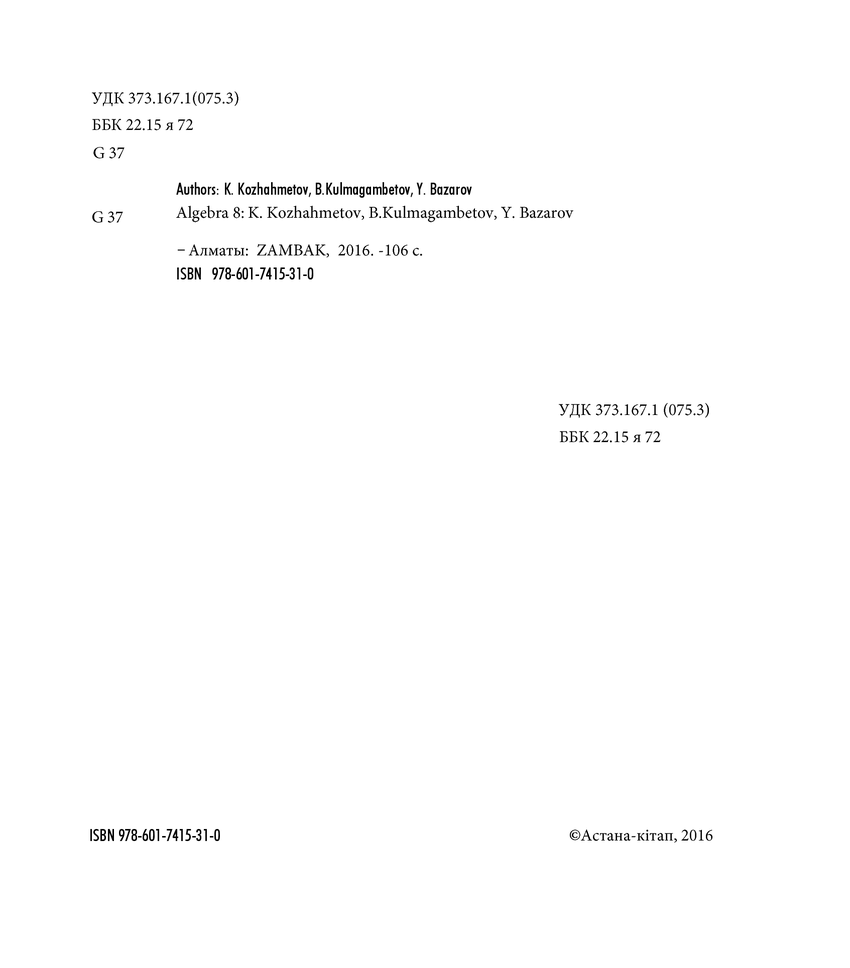 УДК 373.167.1(075.3)
ББК 22.15 я 72
G 37
Authors: K. Kozhahmetov, B.Kulmagambetov, Y. Bazarov
G 37 Algebra 8: K. Kozhahmetov, B.Kulmagambetov, Y. Bazarov
– Алматы: ZAMBAK, 2016. -106 c.
ISBN 978-601-7415-31-0
УДК 373.167.1 (075.3)
ББК 22.15 я 72
ISBN 978-601-7415-31-0 ©Астана-кітап, 2016